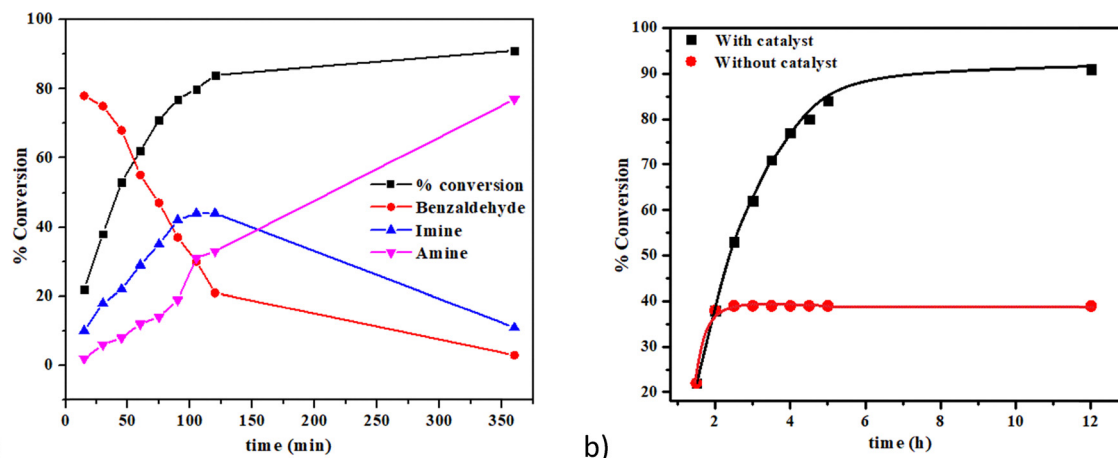 100
80
60
40
20
0
% Conversion
% conversion
Benzaldehyde
Imine
Amine
0 50 100 150 200 250 300 350
time (min)
b)
100
90
80
70
60
50
40
30
20
% Conversion
With catalyst
Without catalyst
2 4 6 8 10 12
time (h)